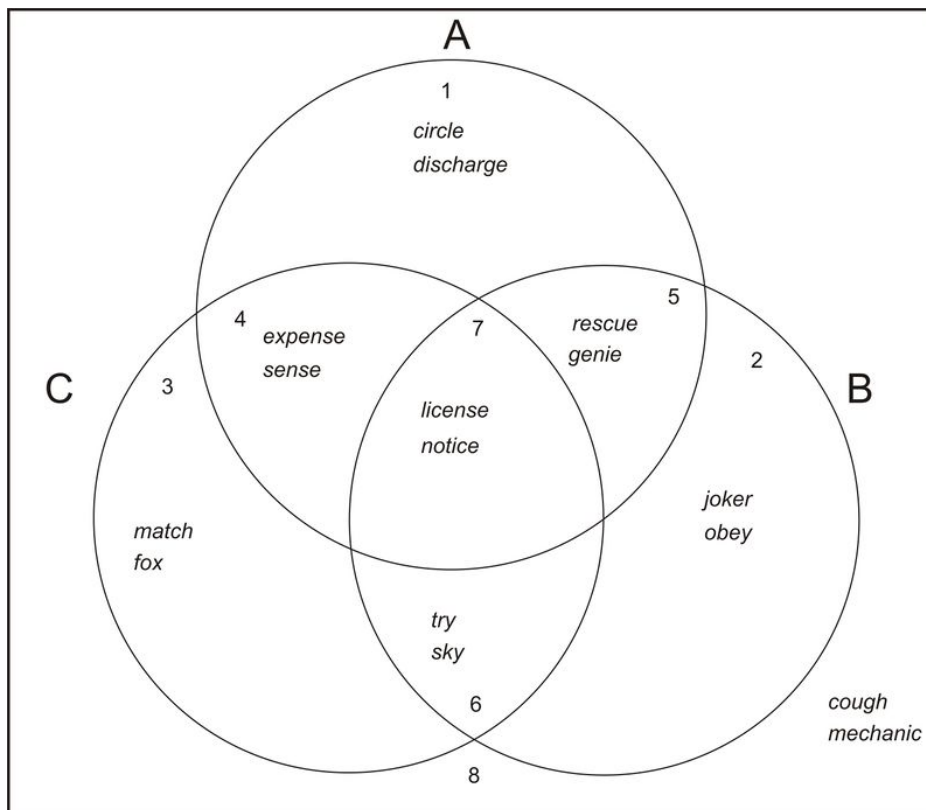 A
1
circle
discharge
4
expense
sense
7
rescue
genie
5
2
C
3
license
notice
B
match
fox
joker
obey
try
sky
6
cough
mechanic
8